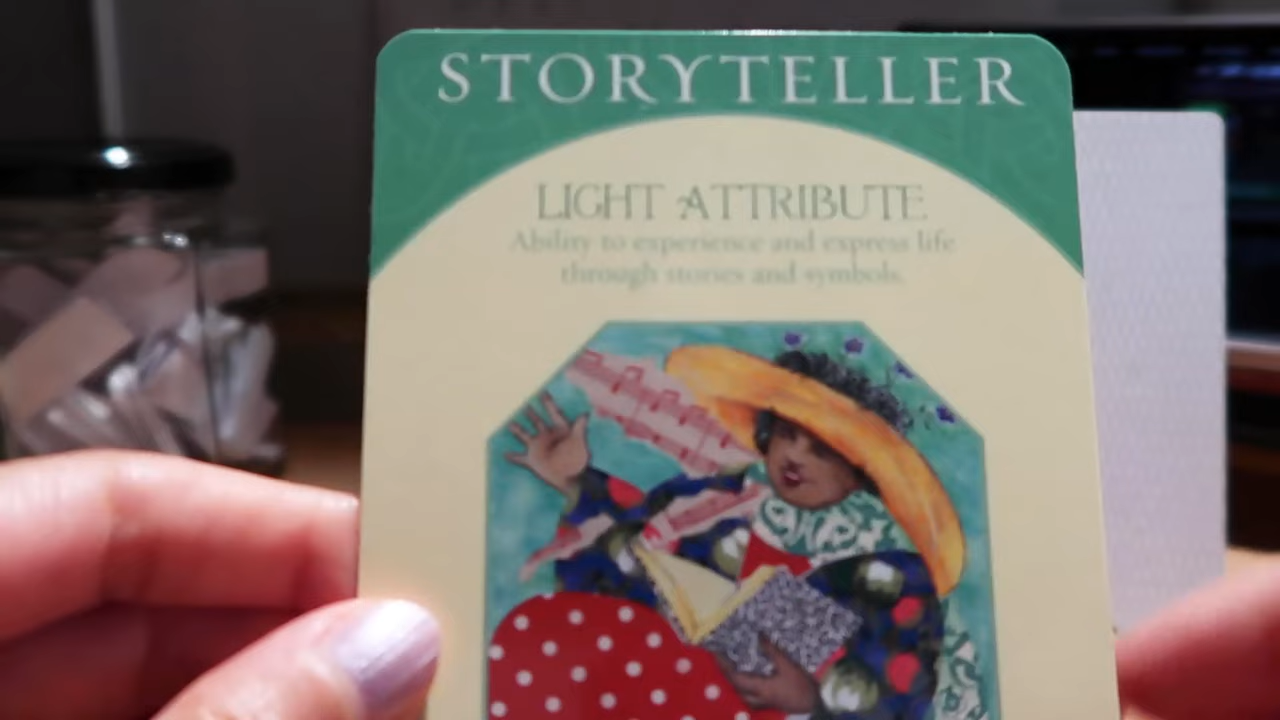 STORYTELLER
LIGHT ATTRIBUTE
Ability to experience and express life
through stories and symbols.